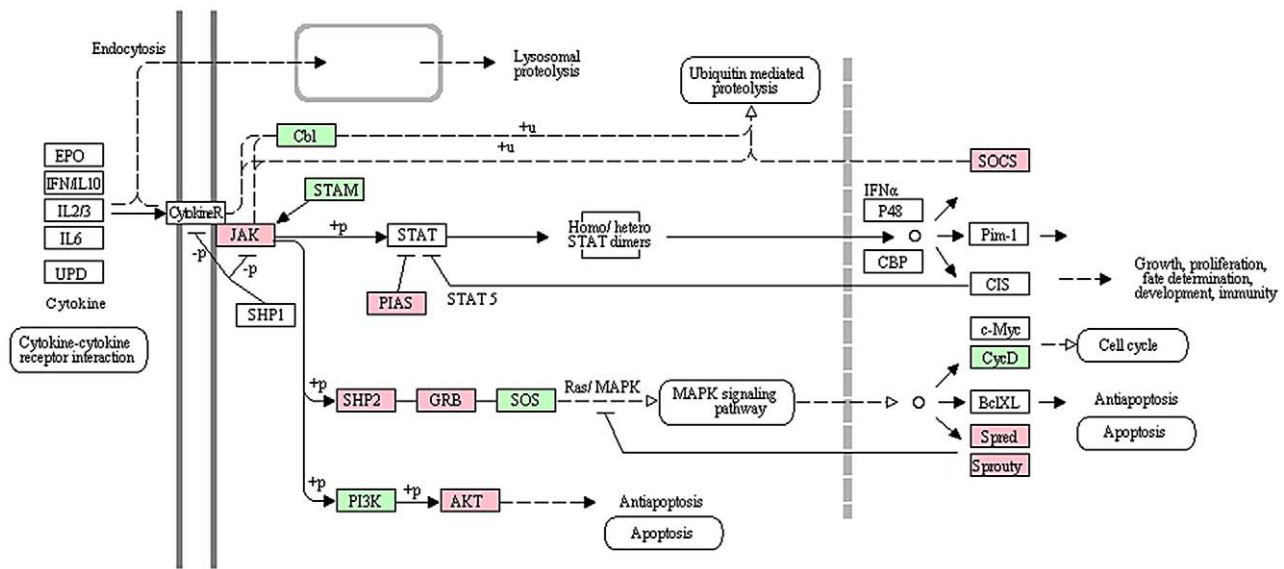 Endocytosis
Lysosomal
proteolysis
Ubiquitin mediated
proteolysis
Cbl
+u
+u
SOCS
EPO
IFN/IL10
IL2/3
IL6
UPD
Cytokine
Cytokine-cytokine
receptor interaction
CytokineR
JAK
STAM
-p
-p
SHP1
+p
STAT
PIAS
STAT 5
Homo/ hetero
STAT dimers
IFNα
P48
CBP
Pim-1
CIS
Growth, proliferation,
fate determination,
development, immunity
c-Myc
CycD
Cell cycle
+p
SHP2
GRB
SOS
Ras/ MAPK
MAPK signaling
pathway
BclXL
Antiapoptosis
Apoptosis
Spred
Sprouty
+p
PI3K
+p
AKT
Antiapoptosis
Apoptosis